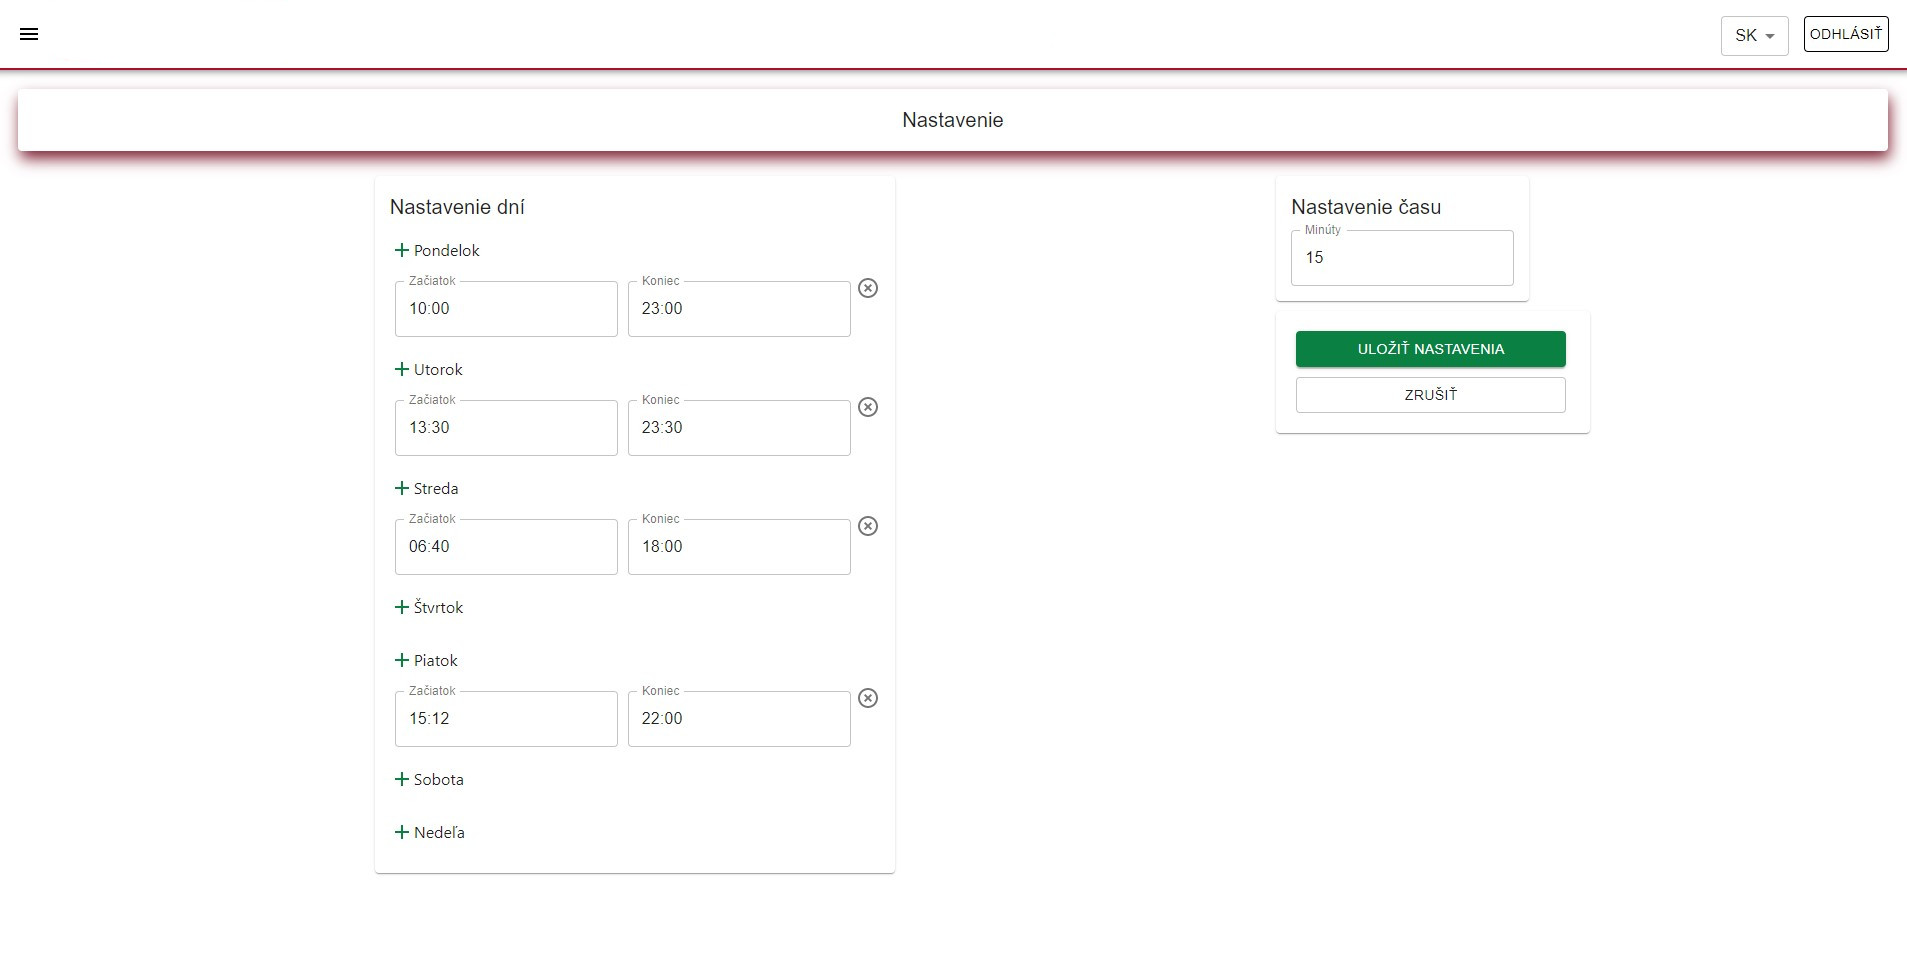 SK
ODHLÁSIŤ
Nastavenie
Nastavenie dní
Pondelok
Začiatok
10:00
Koniec
23:00
Utorok
Začiatok
13:30
Koniec
23:30
Streda
Začiatok
06:40
Koniec
18:00
Štvrtok
Piatok
Začiatok
15:12
Koniec
22:00
Sobota
Nedeľa
Nastavenie času
Minúty
15
ULOŽIŤ NASTAVENIA
ZRUŠIŤ